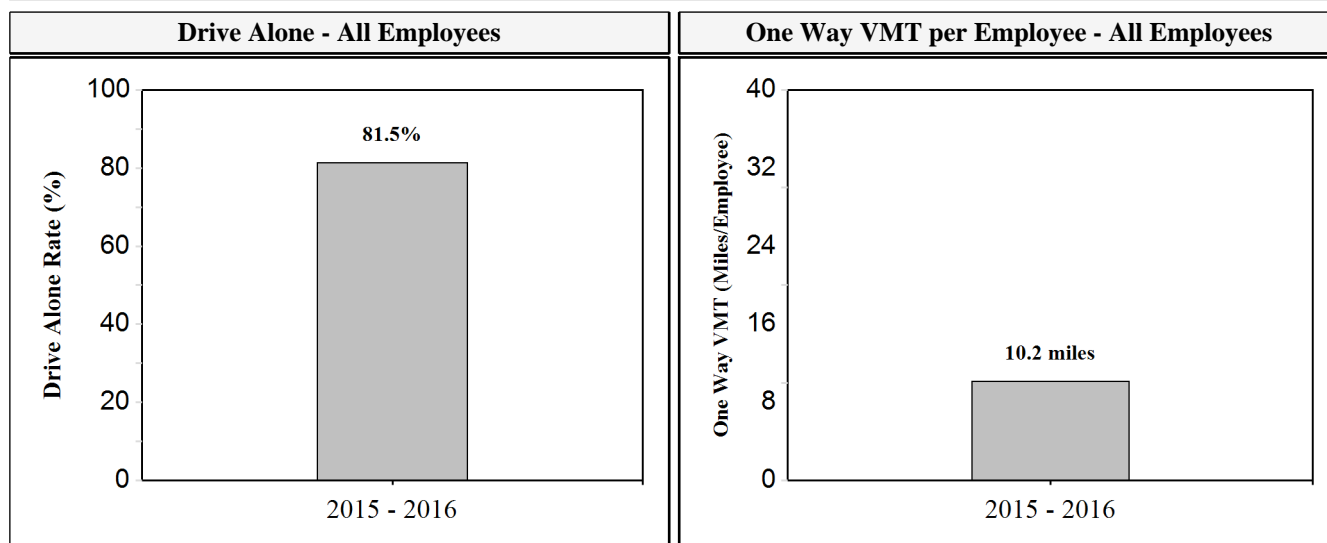 Drive Alone - All Employees
One Way VMT per Employee - All Employees
Drive Alone Rate (%)
100
80
60
40
20
0
81.5%
2015 - 2016
One Way VMT (Miles/Employee)
40
32
24
16
8
0
10.2 miles
2015 - 2016